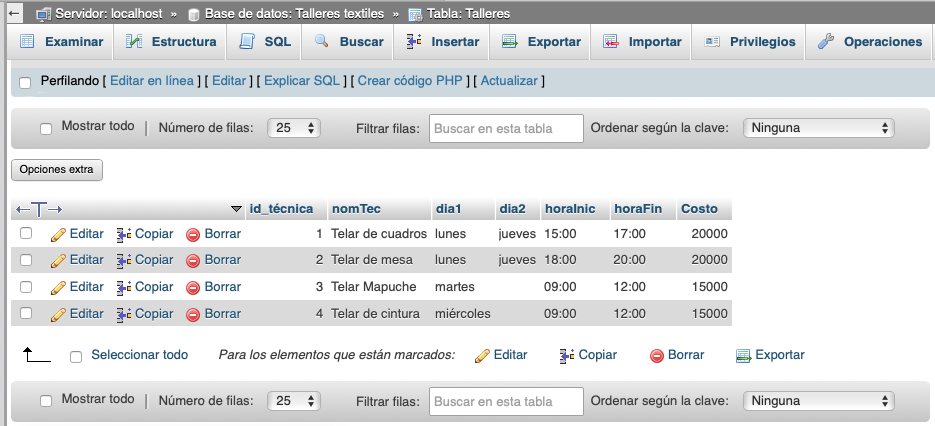 ← Servidor: localhost » Base de datos: Talleres textiles » Tabla: Talleres
Examinar Estructura SQL Buscar Insertar Exportar Importar Privilegios Operaciones
Perfilando [ Editar en línea ] [ Editar ] [ Explicar SQL ] [ Crear código PHP ] [ Actualizar ]
Mostrar todo | Número de filas: 25 Filtrar filas: Buscar en esta tabla Ordenar según la clave: Ninguna
Opciones extra
←T→ id_técnica nomTec dia1 dia2 horaInic horaFin Costo
Editar Copiar Borrar 1 Telar de cuadros lunes jueves 15:00 17:00 20000
Editar Copiar Borrar 2 Telar de mesa lunes jueves 18:00 20:00 20000
Editar Copiar Borrar 3 Telar Mapuche martes 09:00 12:00 15000
Editar Copiar Borrar 4 Telar de cintura miércoles 09:00 12:00 15000
Seleccionar todo Para los elementos que están marcados: Editar Copiar Borrar Exportar
Mostrar todo | Número de filas: 25 Filtrar filas: Buscar en esta tabla Ordenar según la clave: Ninguna